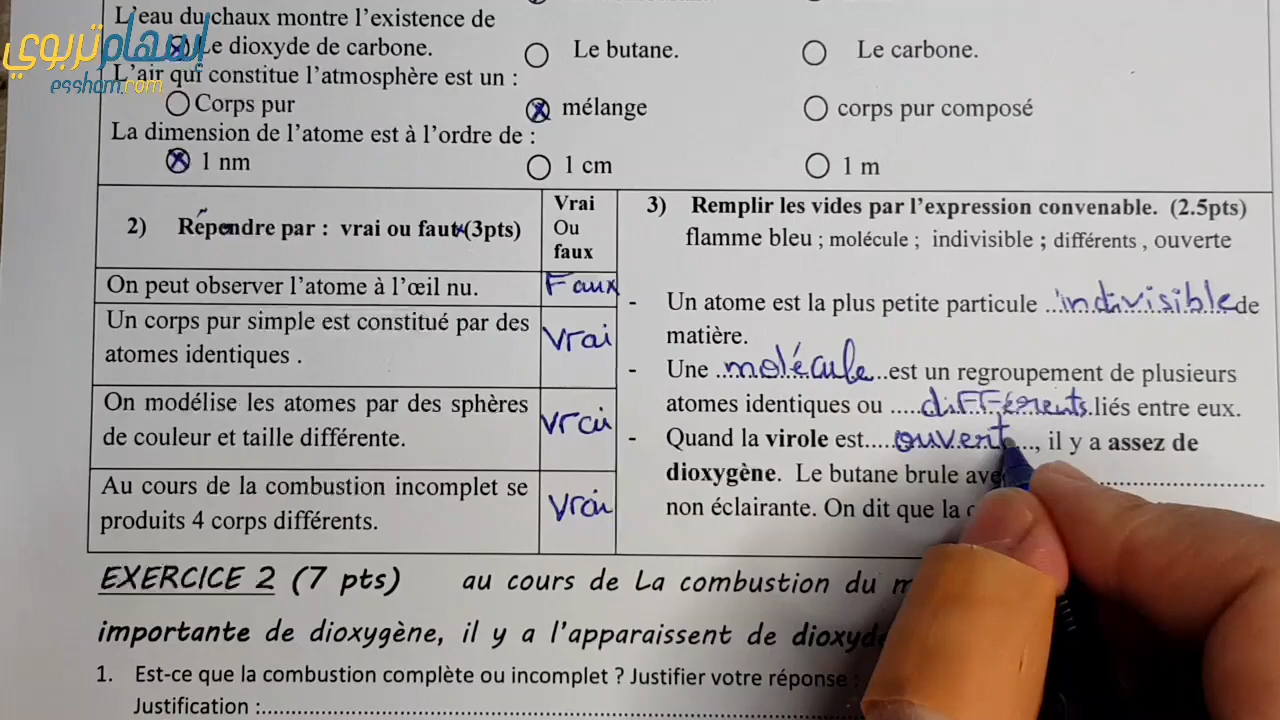 إسهام تربوي
essham.com
L'eau du chaux montre l'existence de
Le dioxyde de carbone. Le butane. Le carbone.
L'air qui constitue l'atmosphère est un :
Corps pur mélange corps pur composé
La dimension de l'atome est à l'ordre de :
1 nm 1 cm 1 m
2) Répendre par : vrai ou faut (3pts)
Vrai
Ou
faux
On peut observer l'atome à l'œil nu. Faux
Un corps pur simple est constitué par des
atomes identiques . Vrai
On modélise les atomes par des sphères
de couleur et taille différente. vrai
Au cours de la combustion incomplet se
produits 4 corps différents. vrai
3) Remplir les vides par l'expression convenable. (2.5pts)
flamme bleu ; molécule ; indivisible ; différents , ouverte
- Un atome est la plus petite particule ...indivisible de
matière.
- Une ...molécule...est un regroupement de plusieurs
atomes identiques ou .....différents.liés entre eux.
- Quand la virole est....ouvert..., il y a assez de
dioxygène. Le butane brule
non éclairante. On dit que la
EXERCICE 2 (7 pts) au cours de La combustion du
importante de dioxygène, il y a l'apparaissent de
1. Est-ce que la combustion complète ou incomplet ? Justifier votre réponse :
Justification :